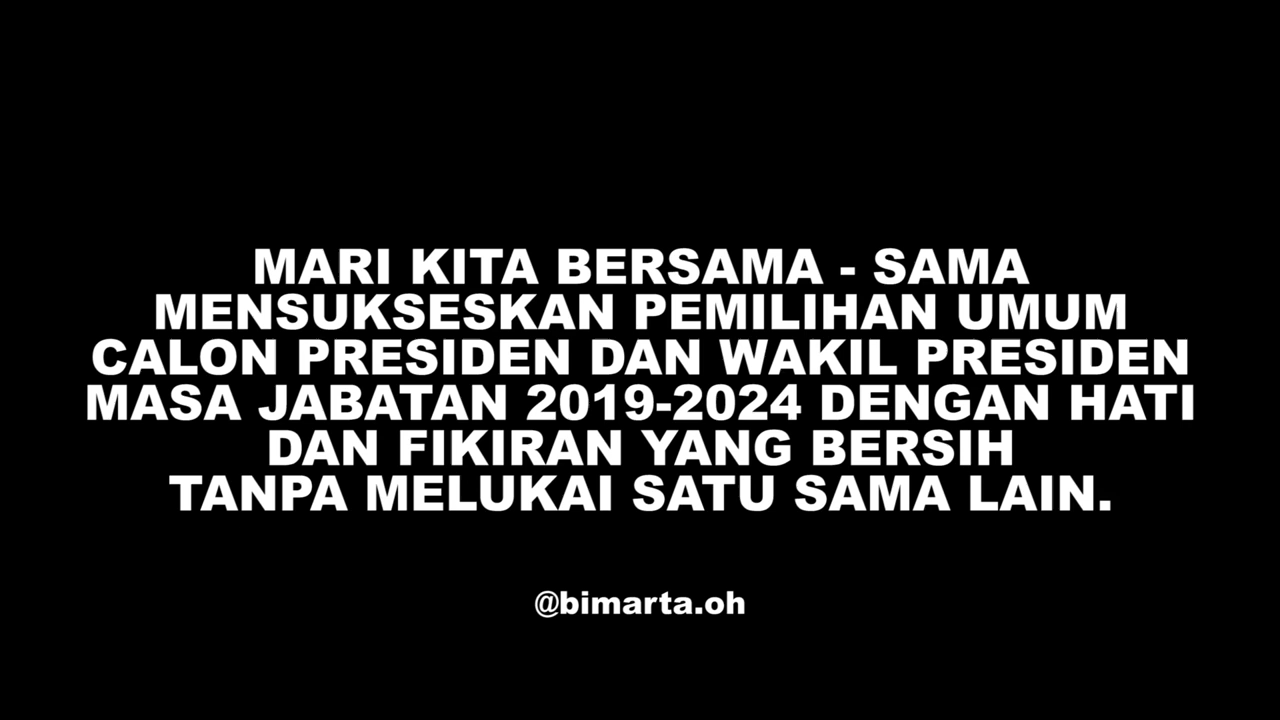 MARI KITA BERSAMA - SAMA
MENSUKSESKAN PEMILIHAN UMUM
CALON PRESIDEN DAN WAKIL PRESIDEN
MASA JABATAN 2019-2024 DENGAN HATI
DAN FIKIRAN YANG BERSIH
TANPA MELUKAI SATU SAMA LAIN.
@bimarta.oh